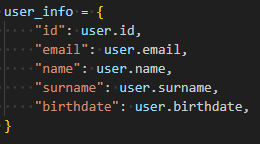 user_info = {
    "id": user.id,
    "email": user.email,
    "name": user.name,
    "surname": user.surname,
    "birthdate": user.birthdate,
}